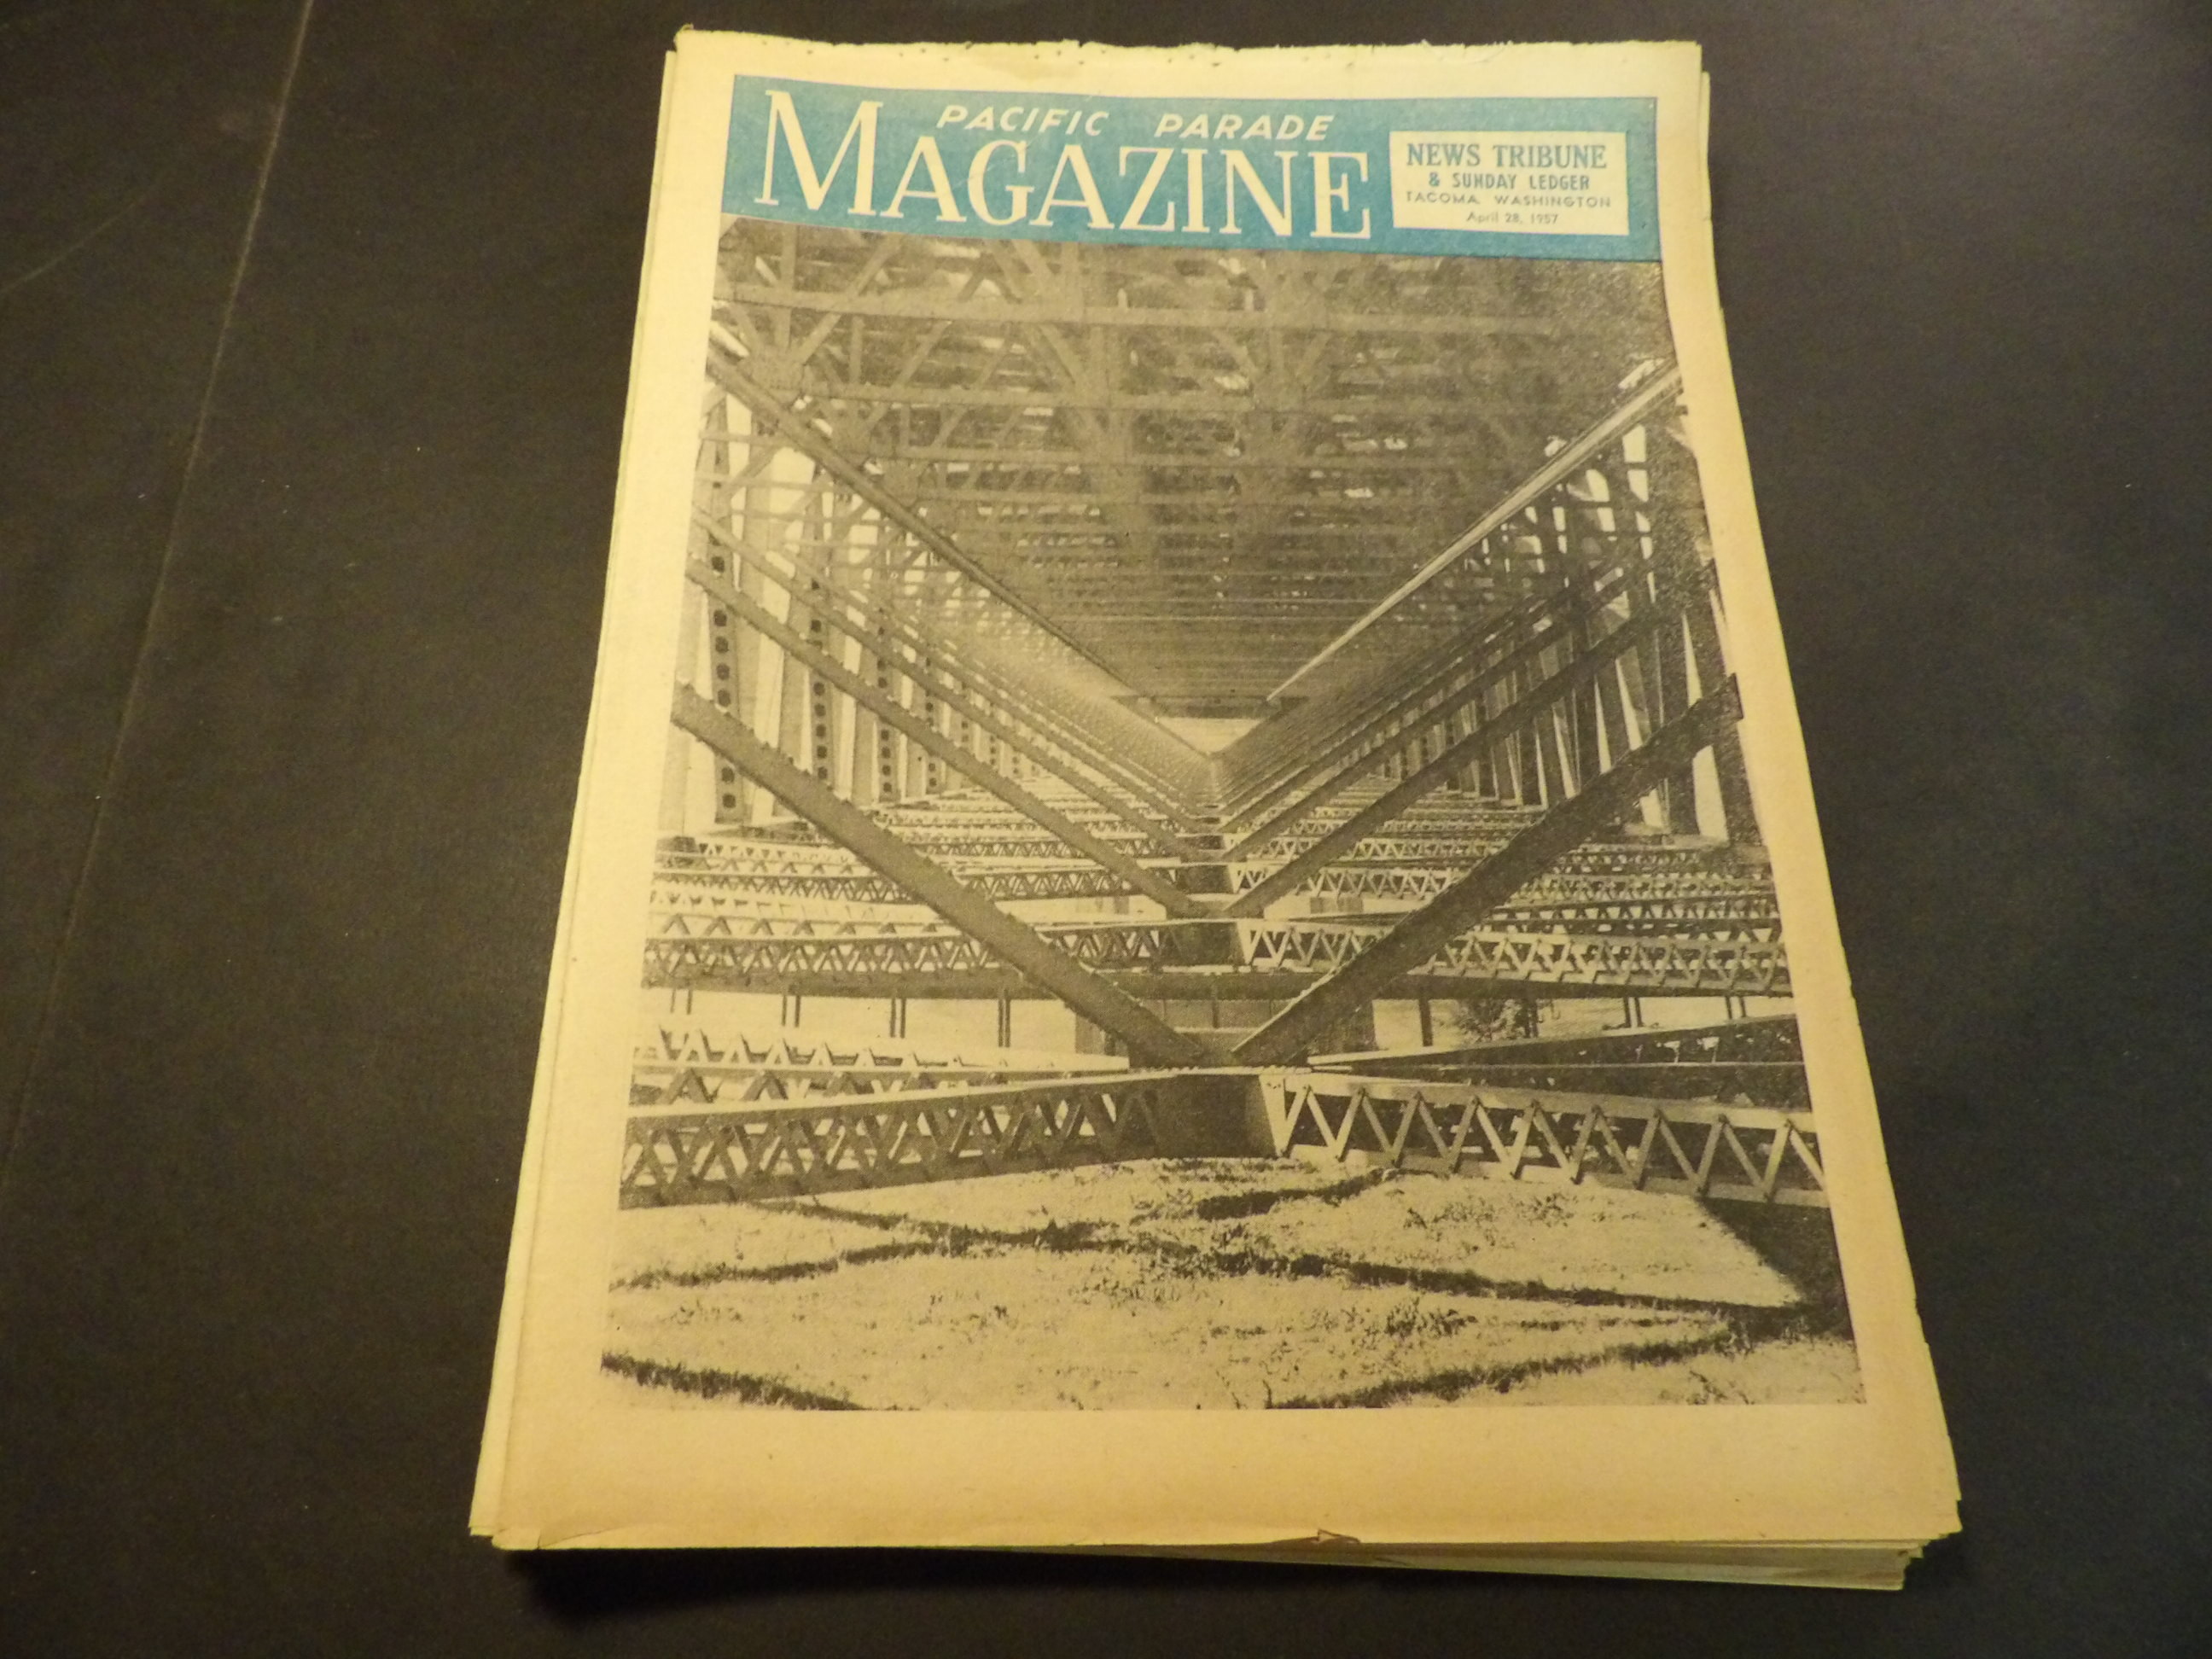 PACIFIC PARADE
MAGAZINE
NEWS TRIBUNE
& SUNDAY LEDGER
TACOMA, WASHINGTON
April 28, 1957